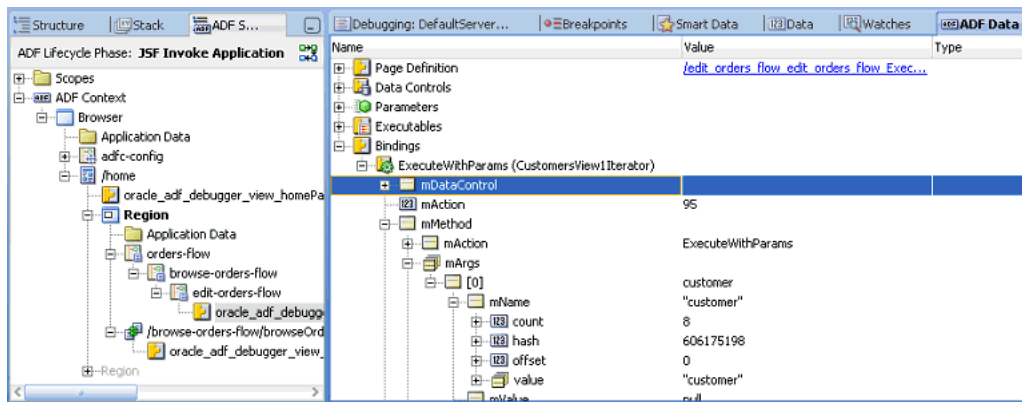 Structure
Stack
ADF S...
ADF Lifecycle Phase: JSF Invoke Application
Scopes
ADF Context
Browser
Application Data
adfc-config
/home
oracle_adf_debugger_view_homePa
Region
Application Data
orders-flow
browse-orders-flow
edit-orders-flow
oracle_adf_debugg
/browse-orders-flow/browseOrd
oracle_adf_debugger_view_
Region
Debugging: DefaultServer...
Breakpoints
Smart Data
Data
Watches
ADF Data
Name Value Type
Page Definition /edit_orders_flow_edit_orders_flow_Exec...
Data Controls
Parameters
Executables
Bindings
ExecuteWithParams (CustomersView1Iterator)
mDataControl
mAction 95
mMethod
mAction ExecuteWithParams
mArgs
[0] customer
mName "customer"
count 8
hash 606175198
offset 0
value "customer"
mValue null